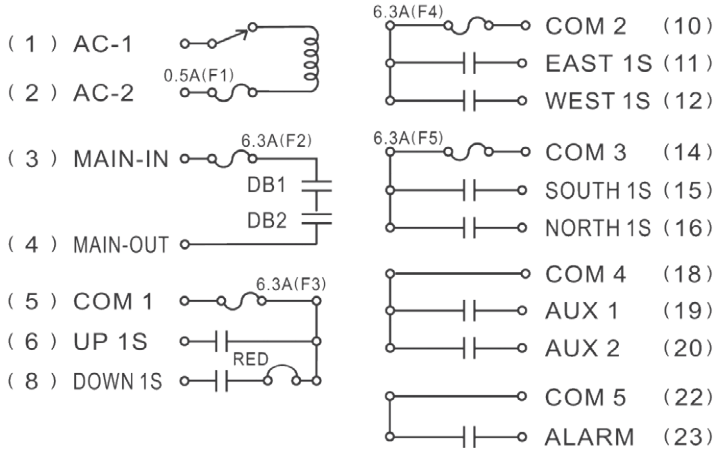 ( 1 ) AC-1
( 2 ) AC-2
0.5A(F1)
( 3 ) MAIN-IN
6.3A(F2)
DB1
DB2
( 4 ) MAIN-OUT
6.3A(F3)
( 5 ) COM 1
( 6 ) UP 1S
RED
( 8 ) DOWN 1S
6.3A(F4)
COM 2 (10)
EAST 1S (11)
WEST 1S (12)
6.3A(F5)
COM 3 (14)
SOUTH 1S (15)
NORTH 1S (16)
COM 4 (18)
AUX 1 (19)
AUX 2 (20)
COM 5 (22)
ALARM (23)